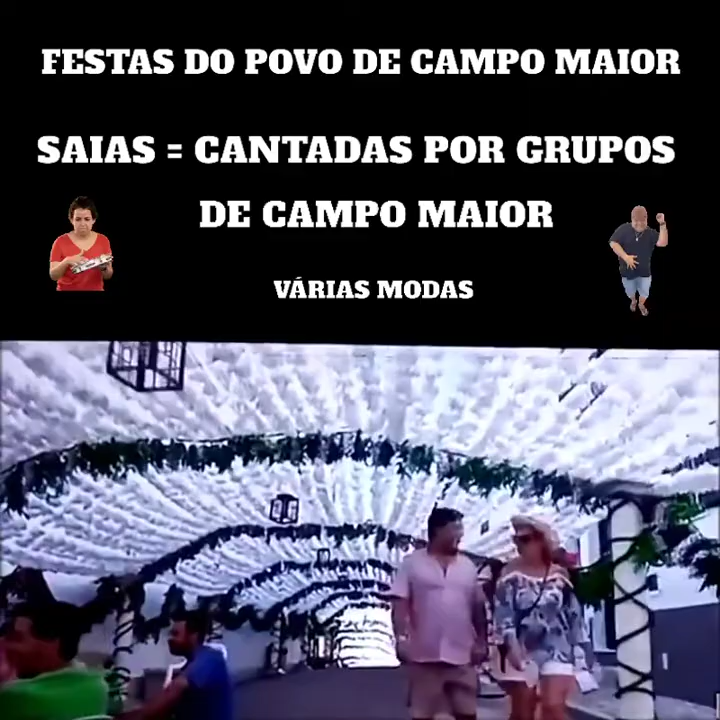 FESTAS DO POVO DE CAMPO MAIOR
SAIAS = CANTADAS POR GRUPOS
DE CAMPO MAIOR
VÁRIAS MODAS